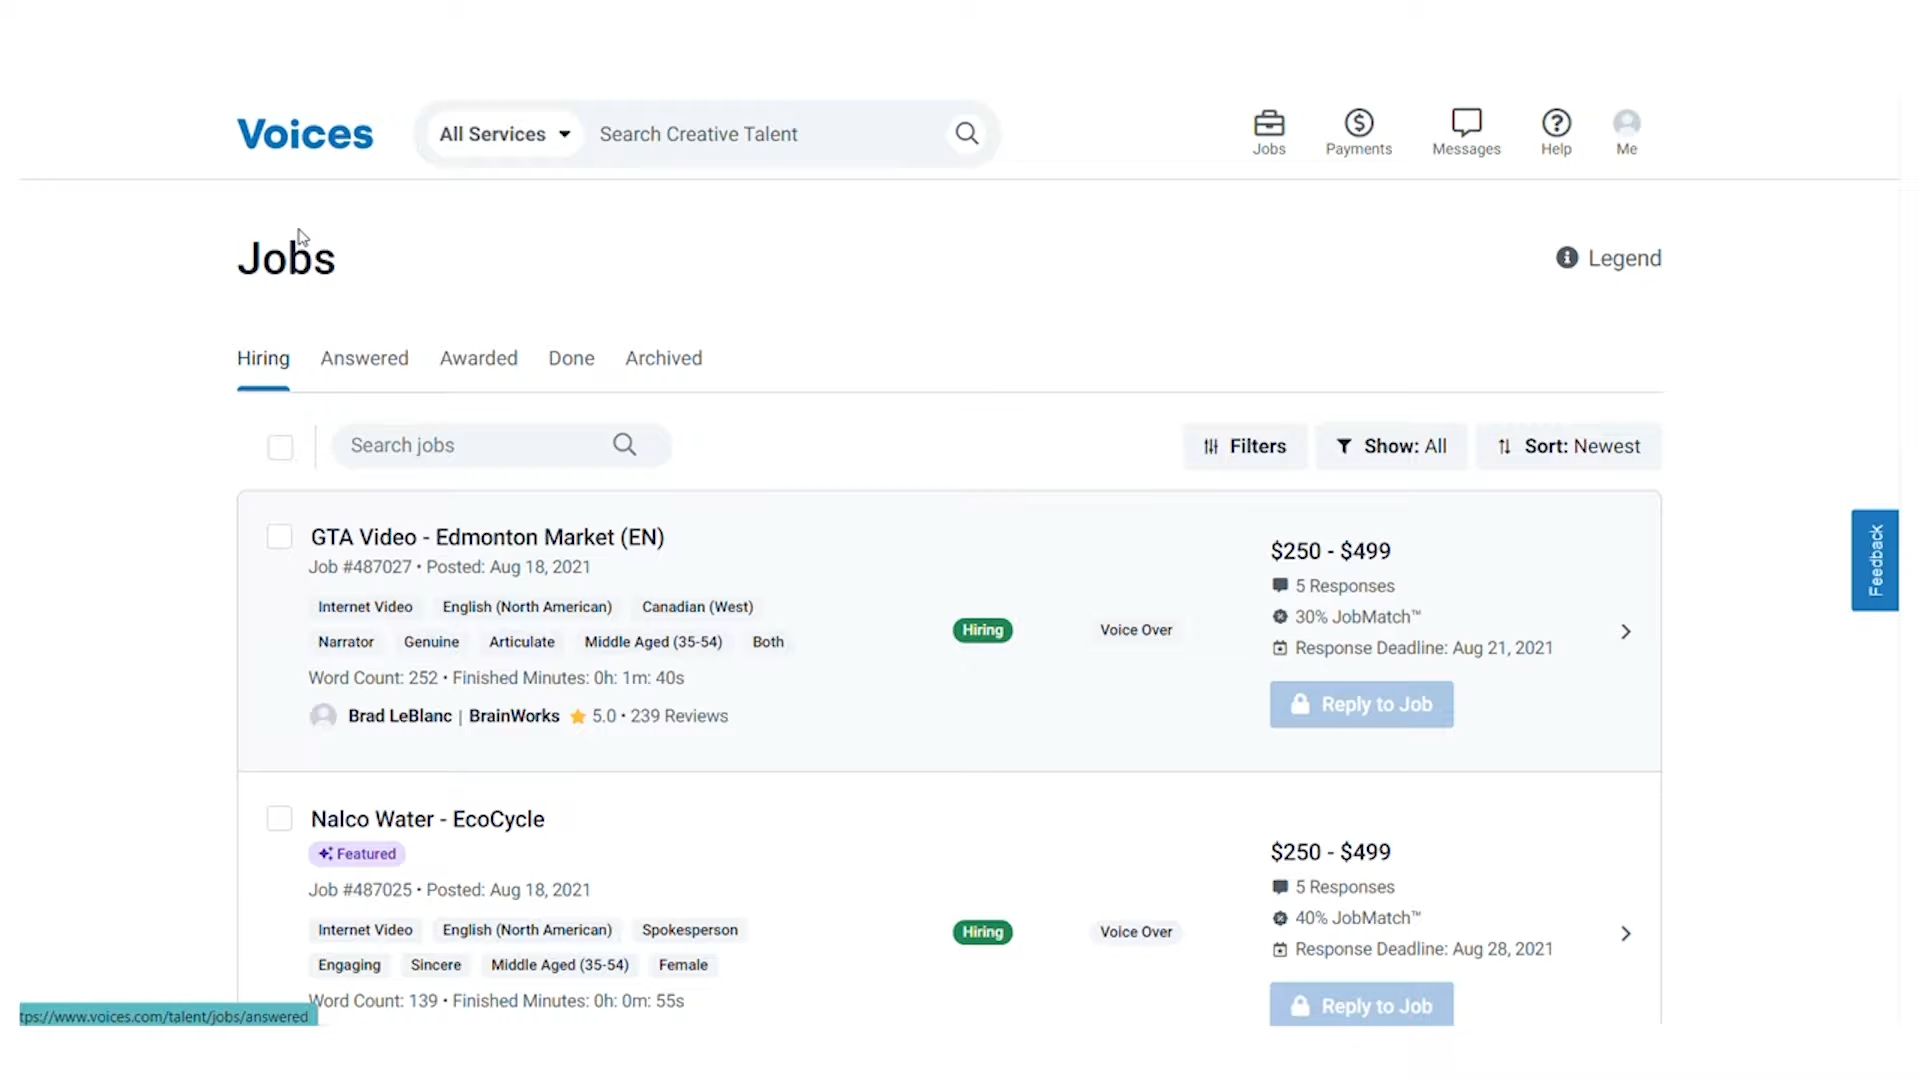 Voices
All Services
Search Creative Talent
Jobs
Payments
Messages
Help
Me
Jobs
Legend
Hiring
Answered
Awarded
Done
Archived
Search jobs
Filters
Show: All
Sort: Newest
GTA Video - Edmonton Market (EN)
Job #487027 • Posted: Aug 18, 2021
Internet Video English (North American) Canadian (West)
Narrator Genuine Articulate Middle Aged (35-54) Both
Word Count: 252 • Finished Minutes: 0h: 1m: 40s
Brad LeBlanc | BrainWorks 5.0 • 239 Reviews
Hiring
Voice Over
$250 - $499
5 Responses
30% JobMatch™
Response Deadline: Aug 21, 2021
Reply to Job
Nalco Water - EcoCycle
Featured
Job #487025 • Posted: Aug 18, 2021
Internet Video English (North American) Spokesperson
Engaging Sincere Middle Aged (35-54) Female
Word Count: 139 • Finished Minutes: 0h: 0m: 55s
Hiring
Voice Over
$250 - $499
5 Responses
40% JobMatch™
Response Deadline: Aug 28, 2021
Reply to Job
Feedback
tps://www.voices.com/talent/jobs/answered